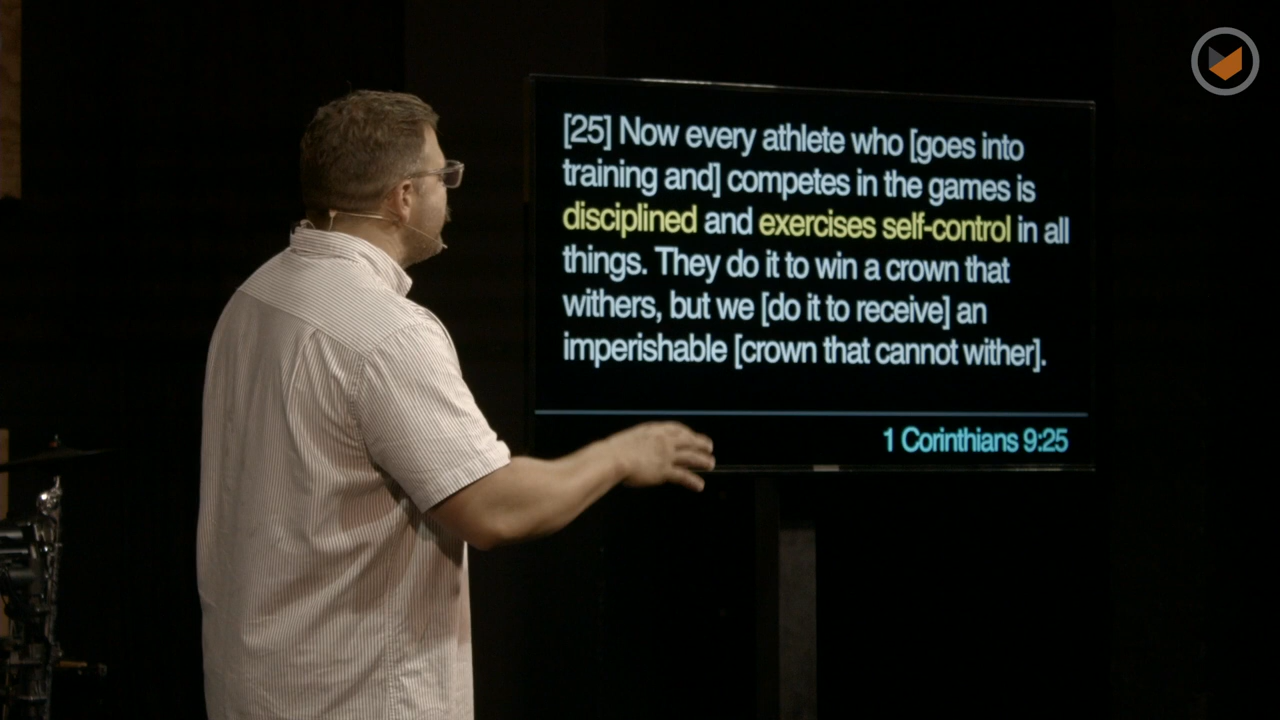 [25] Now every athlete who [goes into
training and] competes in the games is
disciplined and exercises self-control in all
things. They do it to win a crown that
withers, but we [do it to receive] an
imperishable [crown that cannot wither].
1 Corinthians 9:25